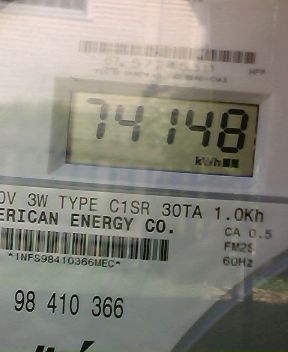 74148
kWh
0V 3W TYPE C1SR 30TA 1.0Kh
ERICAN ENERGY CO.
CA 0.5
FM2S
60Hz
*1NFS98410366MEC*
98 410 366